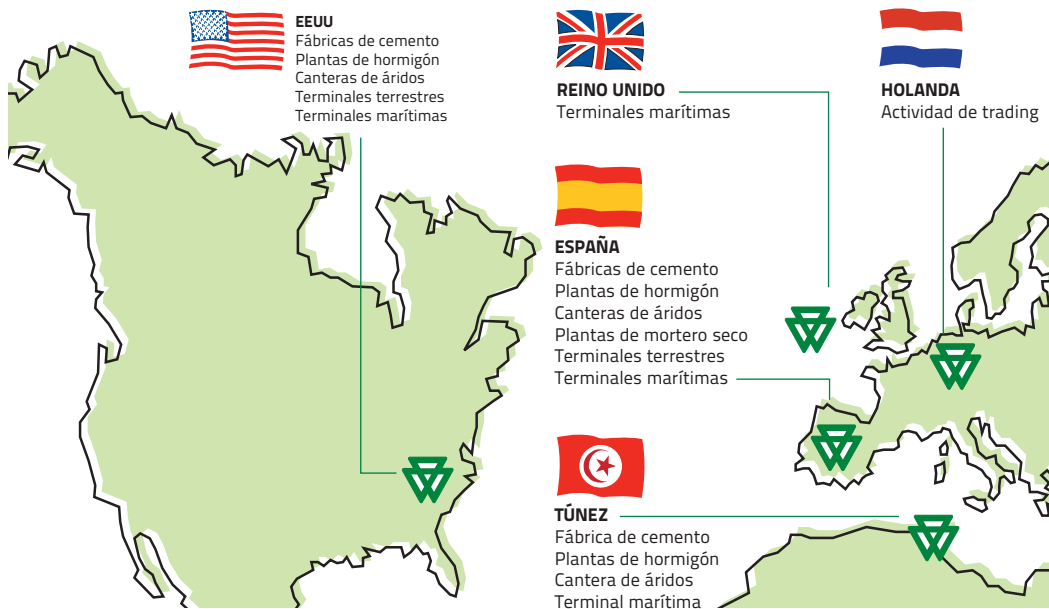 EEUU
Fábricas de cemento
Plantas de hormigón
Canteras de áridos
Terminales terrestres
Terminales marítimas
REINO UNIDO
Terminales marítimas
HOLANDA
Actividad de trading
ESPAÑA
Fábricas de cemento
Plantas de hormigón
Canteras de áridos
Plantas de mortero seco
Terminales terrestres
Terminales marítimas
TÚNEZ
Fábrica de cemento
Plantas de hormigón
Cantera de áridos
Terminal marítima